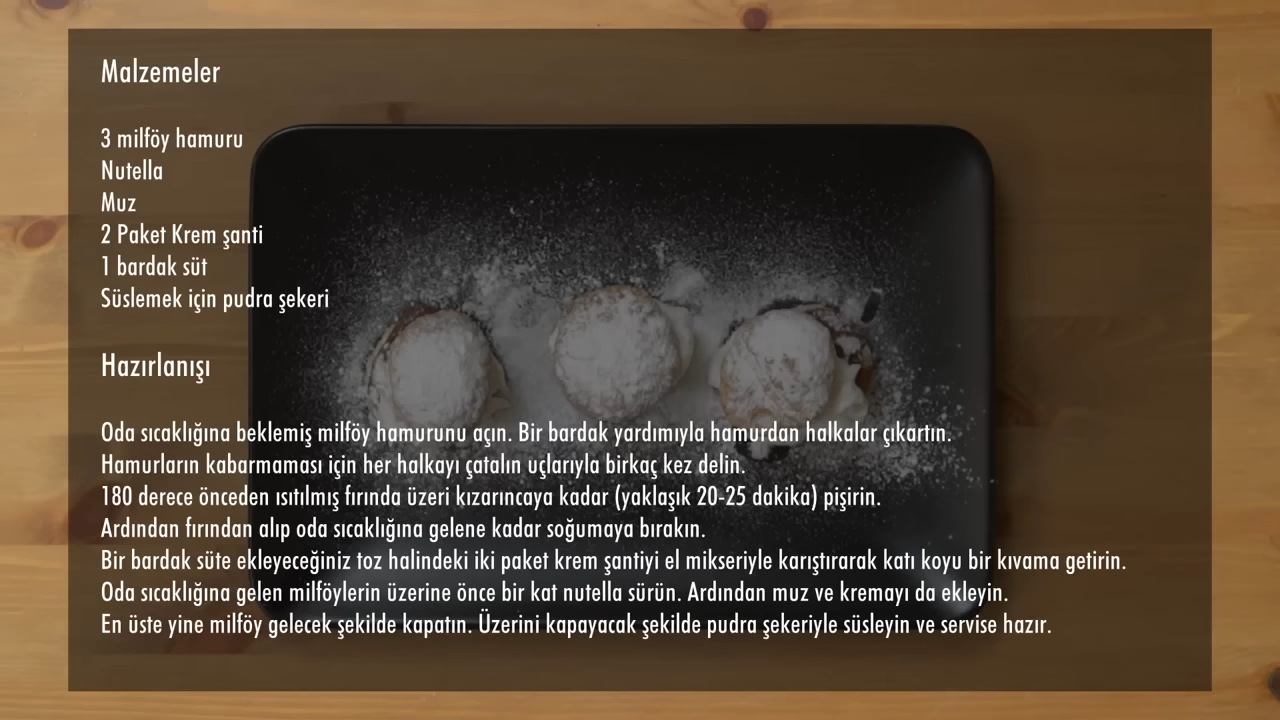 Malzemeler
3 milföy hamuru
Nutella
Muz
2 Paket Krem şanti
1 bardak süt
Süslemek için pudra şekeri
Hazırlanışı
Oda sıcaklığına beklemiş milföy hamurunu açın. Bir bardak yardımıyla hamurdan halkalar çıkartın.
Hamurların kabarmaması için her halkayı çatalın uçlarıyla birkaç kez delin.
180 derece önceden ısıtılmış fırında üzeri kızarıncaya kadar (yaklaşık 20-25 dakika) pişirin.
Ardından fırından alıp oda sıcaklığına gelene kadar soğumaya bırakın.
Bir bardak süte ekleyeceğiniz toz halindeki iki paket krem şantiyi el mikseriyle karıştırarak katı koyu bir kıvama getirin.
Oda sıcaklığına gelen milföylerin üzerine önce bir kat nutella sürün. Ardından muz ve kremayı da ekleyin.
En üste yine milföy gelecek şekilde kapatın. Üzerini kapayacak şekilde pudra şekeriyle süsleyin ve servise hazır.